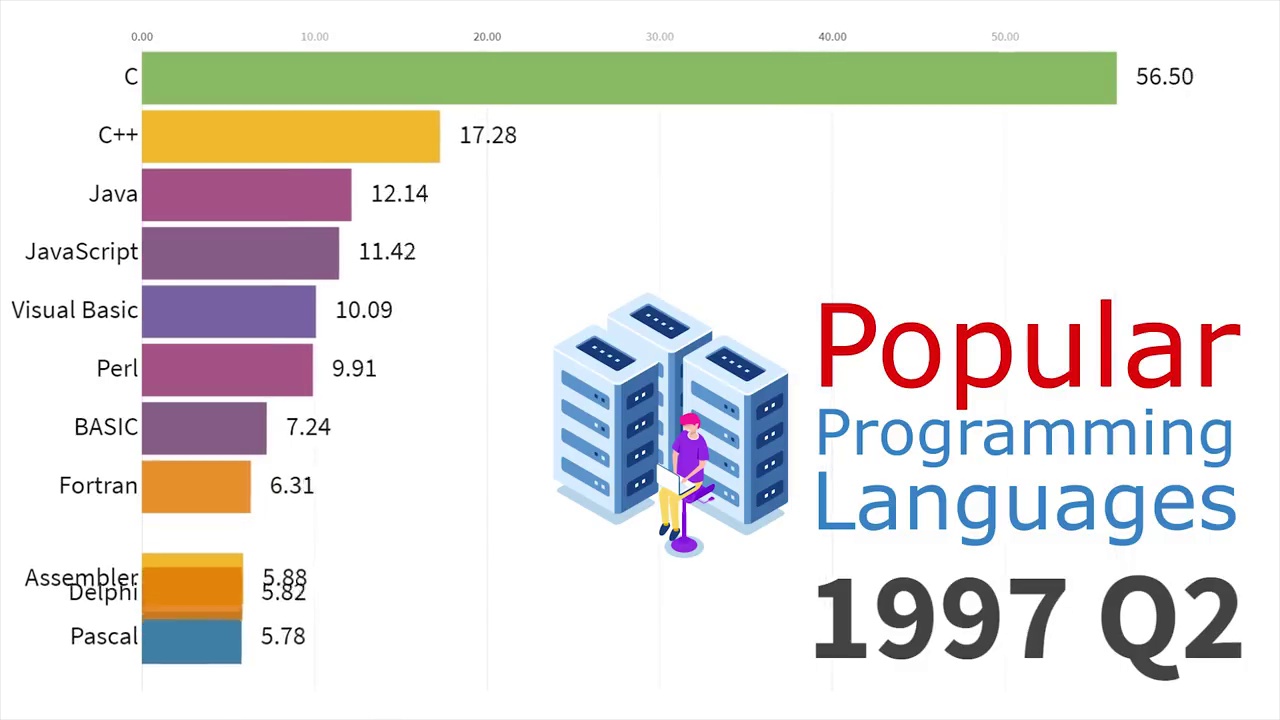 0.00 10.00 20.00 30.00 40.00 50.00
C 56.50
C++ 17.28
Java 12.14
JavaScript 11.42
Visual Basic 10.09
Perl 9.91
BASIC 7.24
Fortran 6.31
Assembler 5.88
Delphi 5.82
Pascal 5.78
Popular
Programming
Languages
1997 Q2